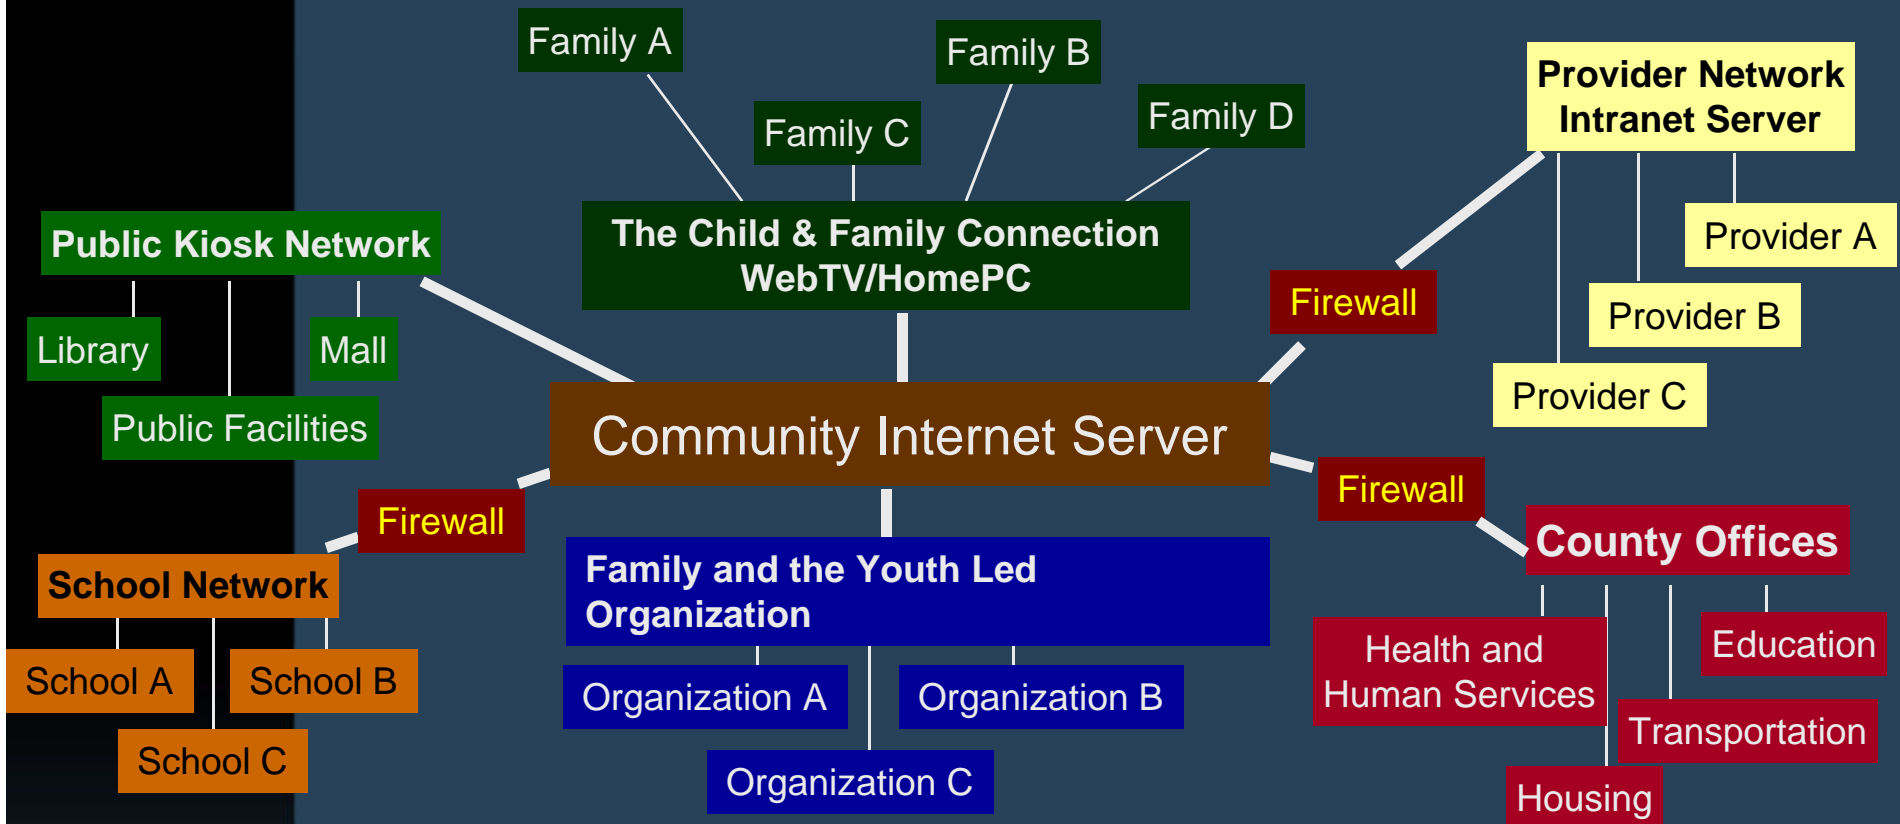 Family A
Family B
Family C
Family D
Provider Network
Intranet Server
Provider A
Provider B
Provider C
Public Kiosk Network
Library
Mall
Public Facilities
The Child & Family Connection
WebTV/HomePC
Firewall
Community Internet Server
Firewall
Firewall
School Network
School A
School B
School C
Family and the Youth Led
Organization
Organization A
Organization B
Organization C
County Offices
Health and
Human Services
Education
Transportation
Housing